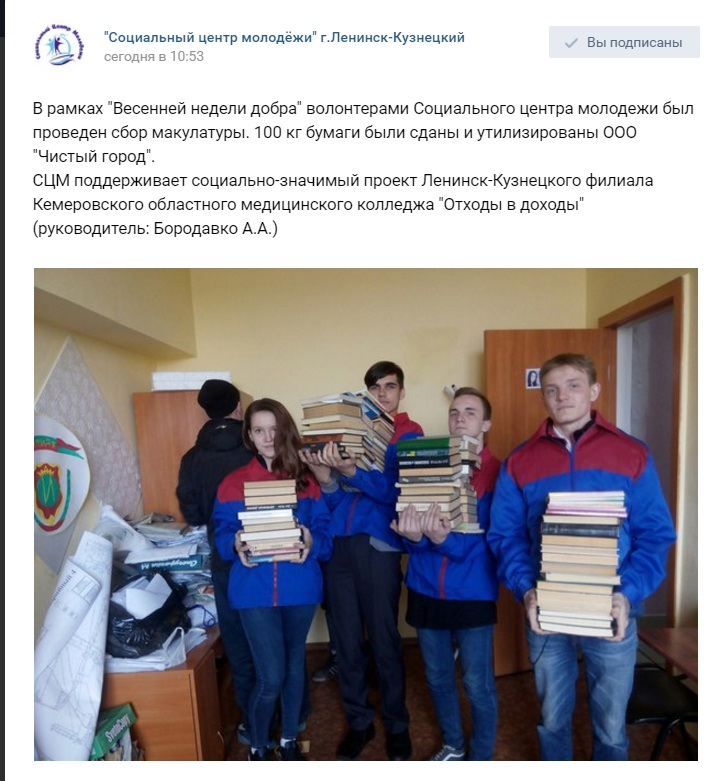 "Социальный центр молодёжи" г.Ленинск-Кузнецкий
сегодня в 10:53
Вы подписаны
В рамках "Весенней недели добра" волонтерами Социального центра молодежи был
проведен сбор макулатуры. 100 кг бумаги были сданы и утилизированы ООО
"Чистый город".
СЦМ поддерживает социально-значимый проект Ленинск-Кузнецкого филиала
Кемеровского областного медицинского колледжа "Отходы в доходы"
(руководитель: Бородавко А.А.)